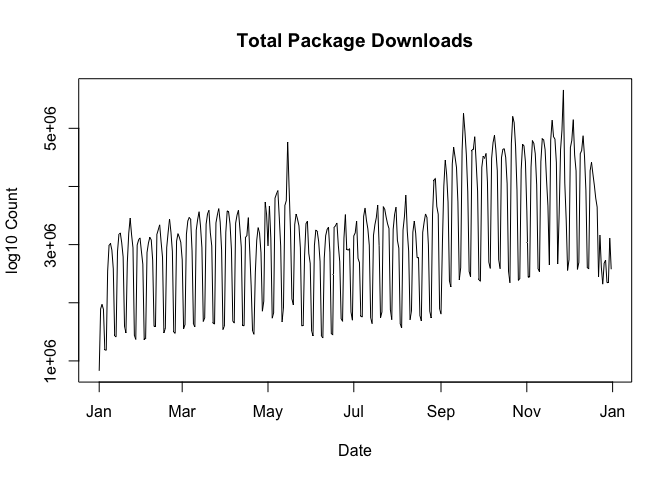 Total Package Downloads
log10 Count
5e+06
3e+06
1e+06
Jan Mar May Jul Sep Nov Jan
Date